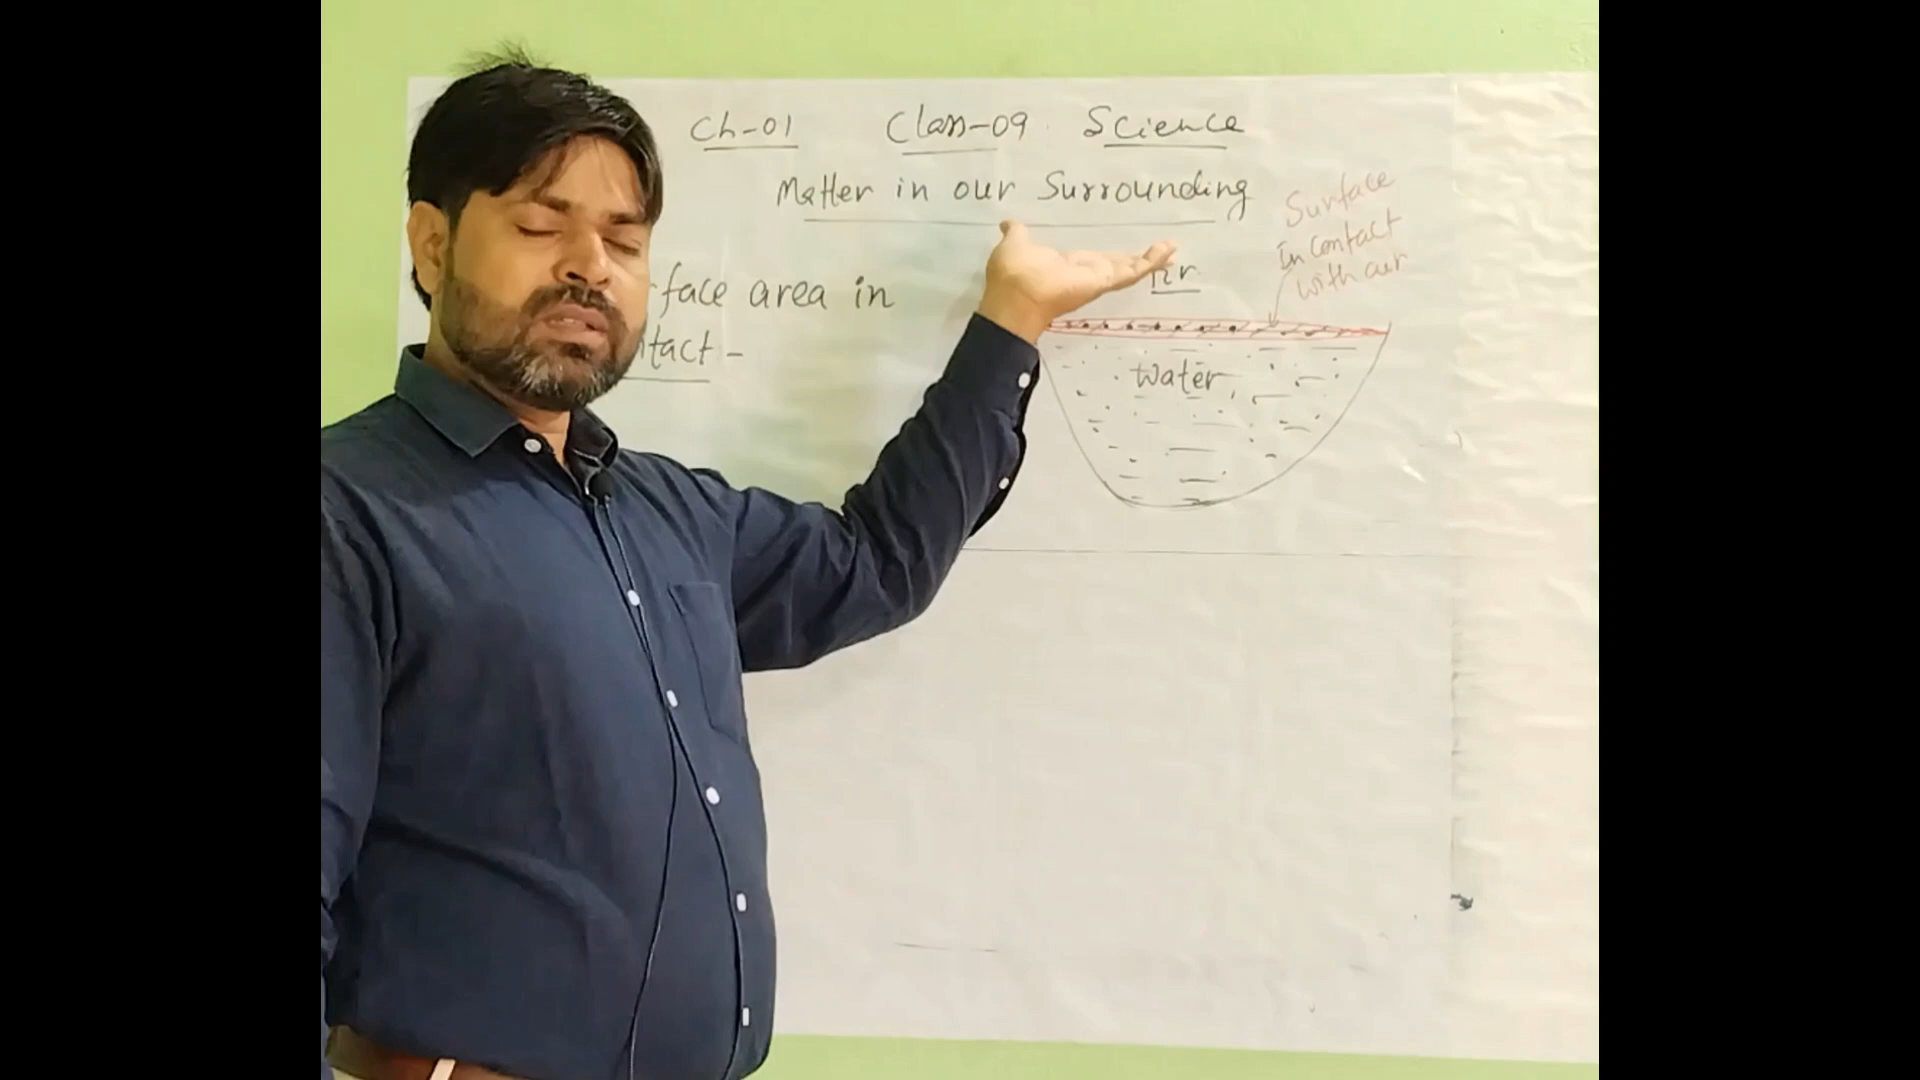 Ch-01 Class-09 Science
Matter in our Surrounding
face area in
tact -
Surface
in contact
with air
Water